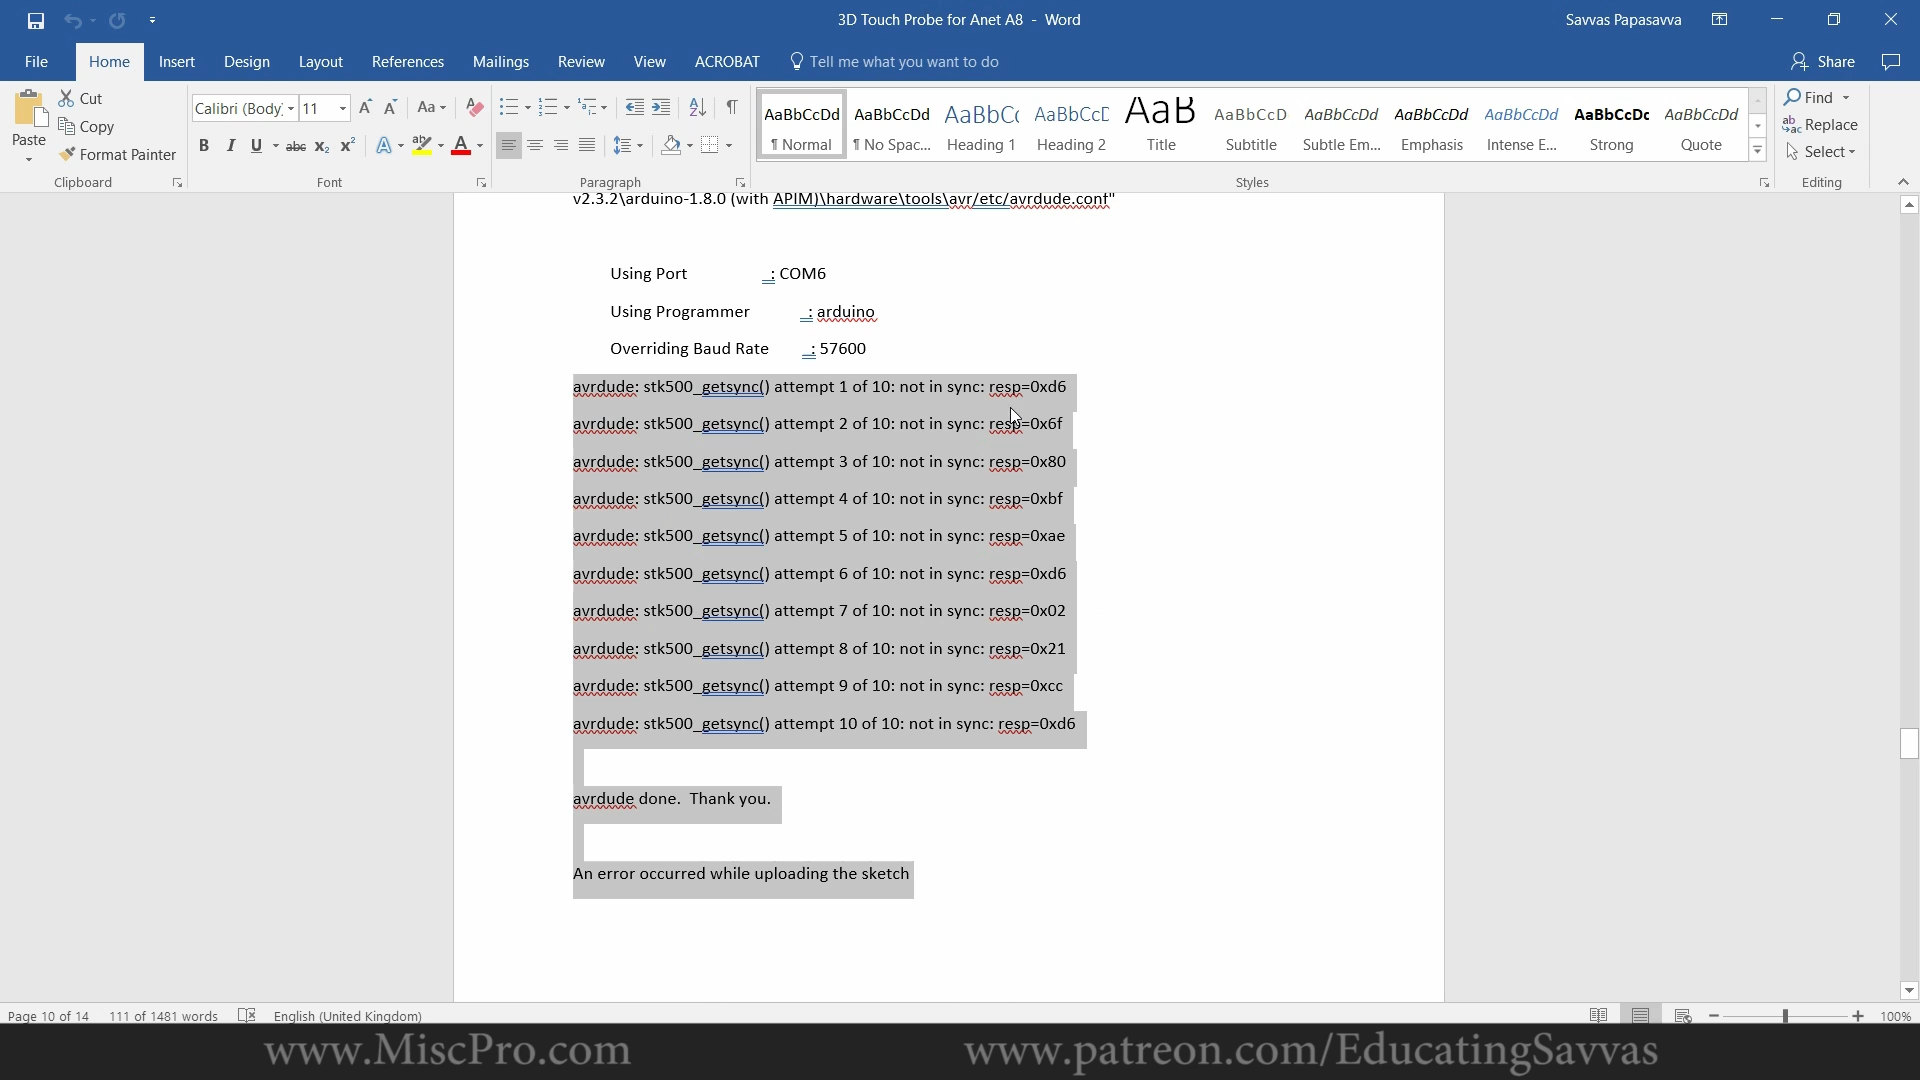 3D Touch Probe for Anet A8 - Word
Savvas Papasavva
File Home Insert Design Layout References Mailings Review View ACROBAT Tell me what you want to do
Share
Paste
Cut
Copy
Format Painter
Clipboard
Calibri (Body) 11
Font
Paragraph
AaBbCcDd AaBbCcDd AaBbCc AaBbCcD AaB AaBbCcD AaBbCcDd AaBbCcDd AaBbCcDd AaBbCcDc AaBbCcDd
¶ Normal ¶ No Spac... Heading 1 Heading 2 Title Subtitle Subtle Em... Emphasis Intense E... Strong Quote
Styles
Find
Replace
Select
Editing
v2.3.2\arduino-1.8.0 (with APIM)\hardware\tools\avr/etc/avrdude.conf"
Using Port : COM6
Using Programmer : arduino
Overriding Baud Rate : 57600
avrdude: stk500_getsync() attempt 1 of 10: not in sync: resp=0xd6
avrdude: stk500_getsync() attempt 2 of 10: not in sync: resp=0x6f
avrdude: stk500_getsync() attempt 3 of 10: not in sync: resp=0x80
avrdude: stk500_getsync() attempt 4 of 10: not in sync: resp=0xbf
avrdude: stk500_getsync() attempt 5 of 10: not in sync: resp=0xae
avrdude: stk500_getsync() attempt 6 of 10: not in sync: resp=0xd6
avrdude: stk500_getsync() attempt 7 of 10: not in sync: resp=0x02
avrdude: stk500_getsync() attempt 8 of 10: not in sync: resp=0x21
avrdude: stk500_getsync() attempt 9 of 10: not in sync: resp=0xcc
avrdude: stk500_getsync() attempt 10 of 10: not in sync: resp=0xd6
avrdude done. Thank you.
An error occurred while uploading the sketch
Page 10 of 14 111 of 1481 words English (United Kingdom) 100%
www.MiscPro.com www.patreon.com/EducatingSavvas